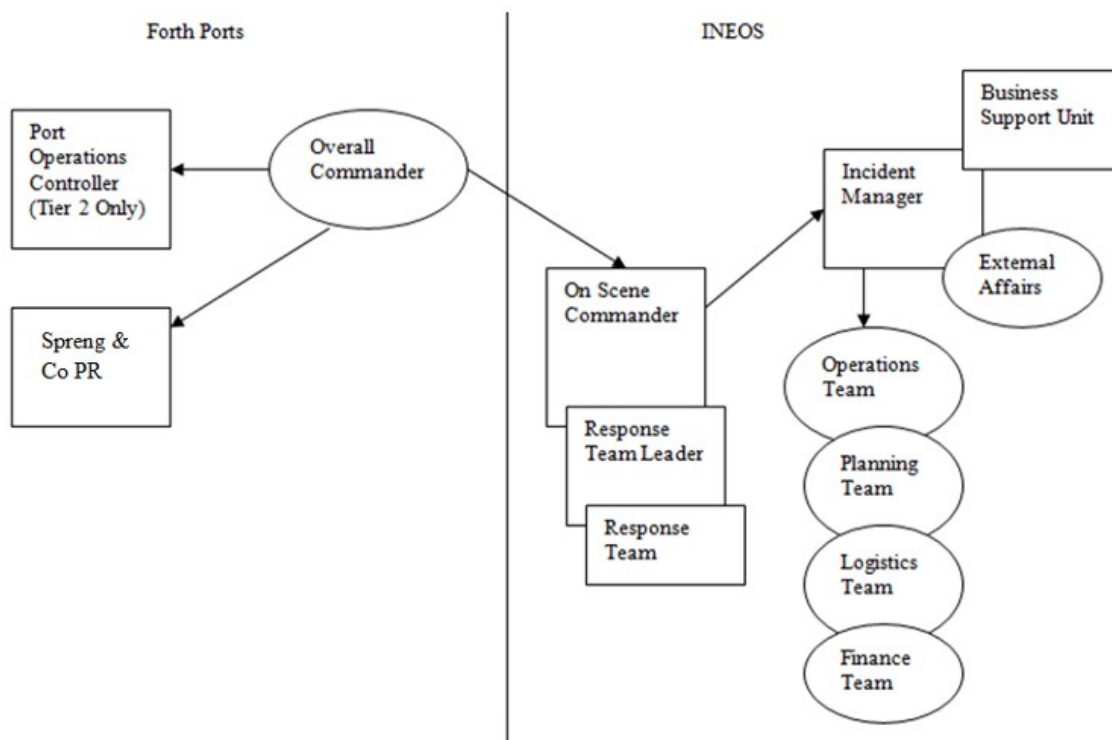 Forth Ports
INEOS
Port
Operations
Controller
(Tier 2 Only)
Overall
Commander
Spreng &
Co PR
Business
Support Unit
Incident
Manager
External
Affairs
On Scene
Commander
Response
Team Leader
Response
Team
Operations
Team
Planning
Team
Logistics
Team
Finance
Team